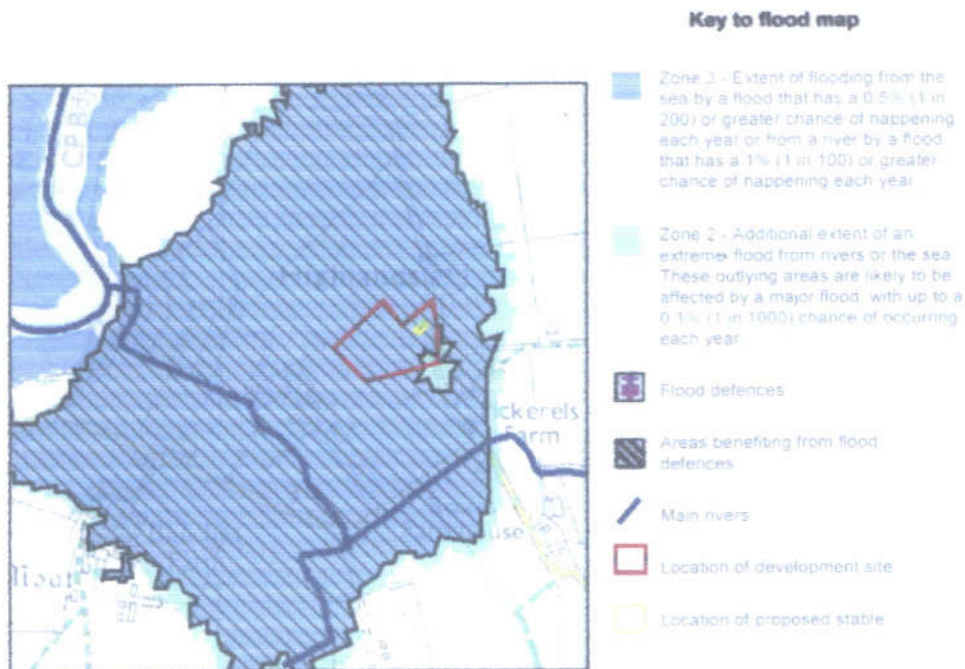 Key to flood map
Zone 3 - Extent of flooding from the
sea by a flood that has a 0.5% (1 in
200) or greater chance of happening
each year or from a river by a flood
that has a 1% (1 in 100) or greater
chance of happening each year
Zone 2 - Additional extent of an
extreme flood from rivers or the sea
These outlying areas are likely to be
affected by a major flood, with up to a
0.1% (1 in 1000) chance of occurring
each year
Flood defences
Areas benefiting from flood
defences
Main rivers
Location of development site
Location of proposed stable
CP Bdy
ickerels
Farm
use
Moat